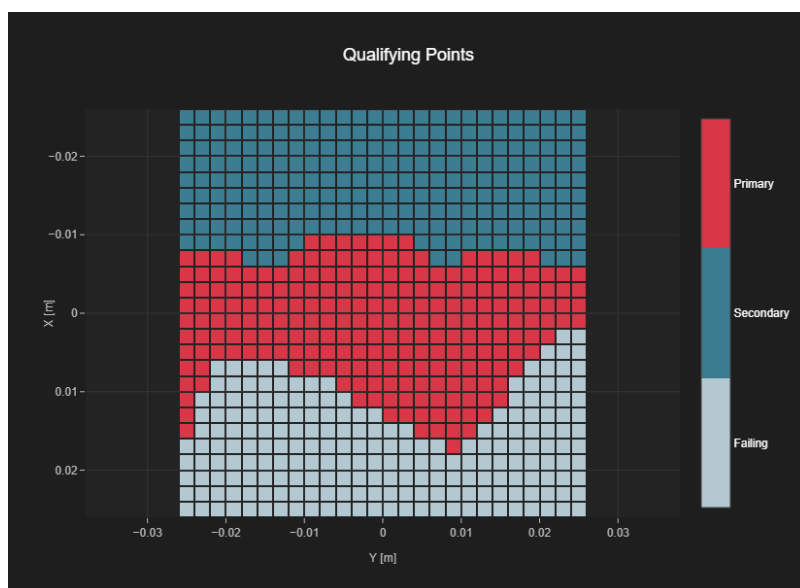 Qualifying Points
−0.02
−0.01
0
0.01
0.02
X [m]
−0.03
−0.02
−0.01
0
0.01
0.02
0.03
Y [m]
Primary
Secondary
Failing